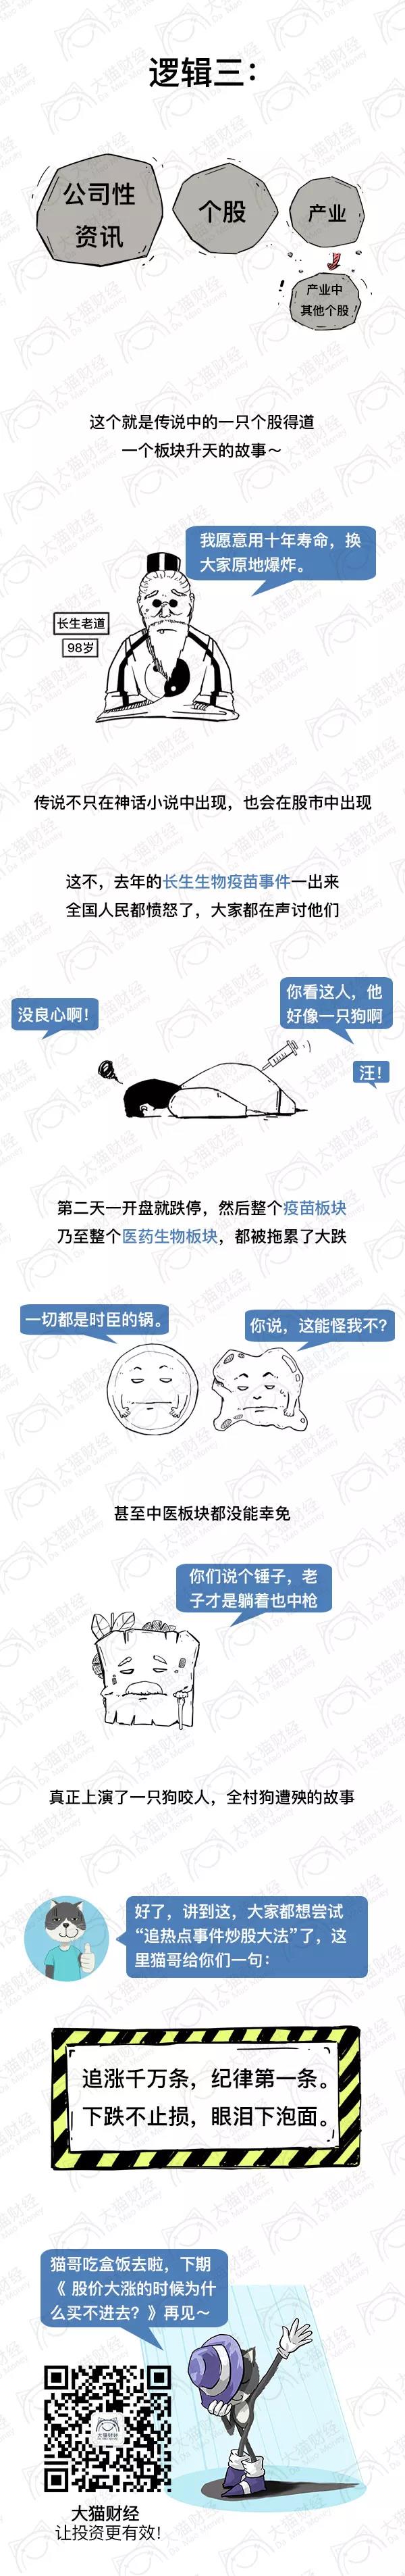 逻辑三：
公司性
资讯
个股
产业
产业中
其他个股
这个就是传说中的一只个股得道
一个板块升天的故事～
我愿意用十年寿命，换
大家原地爆炸。
长生老道
98岁
传说不只在神话小说中出现，也会在股市中出现
这不，去年的长生生物疫苗事件一出来
全国人民都愤怒了，大家都在声讨他们
没良心啊！
你看这人，他
好像一只狗啊
汪！
第二天一开盘就跌停，然后整个疫苗板块
乃至整个医药生物板块，都被拖累了大跌
一切都是时臣的锅。
你说，这能怪我不？
甚至中医板块都没能幸免
你们说个锤子，老
子才是躺着也中枪
真正上演了一只狗咬人，全村狗遭殃的故事
好了，讲到这，大家都想尝试
“追热点事件炒股大法”了，这
里猫哥给你们一句：
追涨千万条，纪律第一条。
下跌不止损，眼泪下泡面。
猫哥吃盒饭去啦，下期
《 股价大涨的时候为什
么买不进去？》再见～
大猫财经
大猫财经
让投资更有效！
大猫财经
Da Mao Money